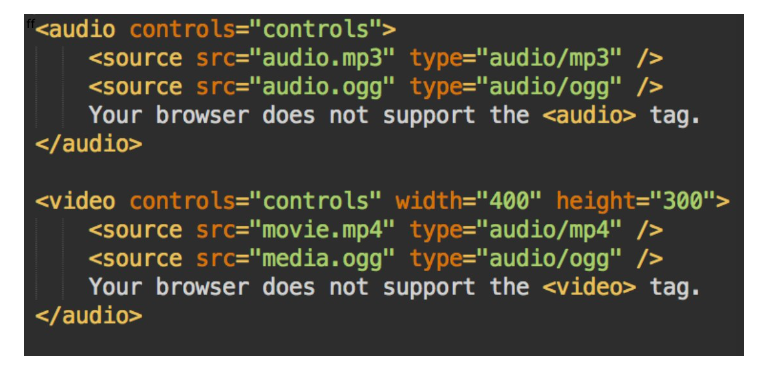 ff<audio controls="controls">
<source src="audio.mp3" type="audio/mp3" />
<source src="audio.ogg" type="audio/ogg" />
Your browser does not support the <audio> tag.
</audio>
<video controls="controls" width="400" height="300">
<source src="movie.mp4" type="audio/mp4" />
<source src="media.ogg" type="audio/ogg" />
Your browser does not support the <video> tag.
</audio>